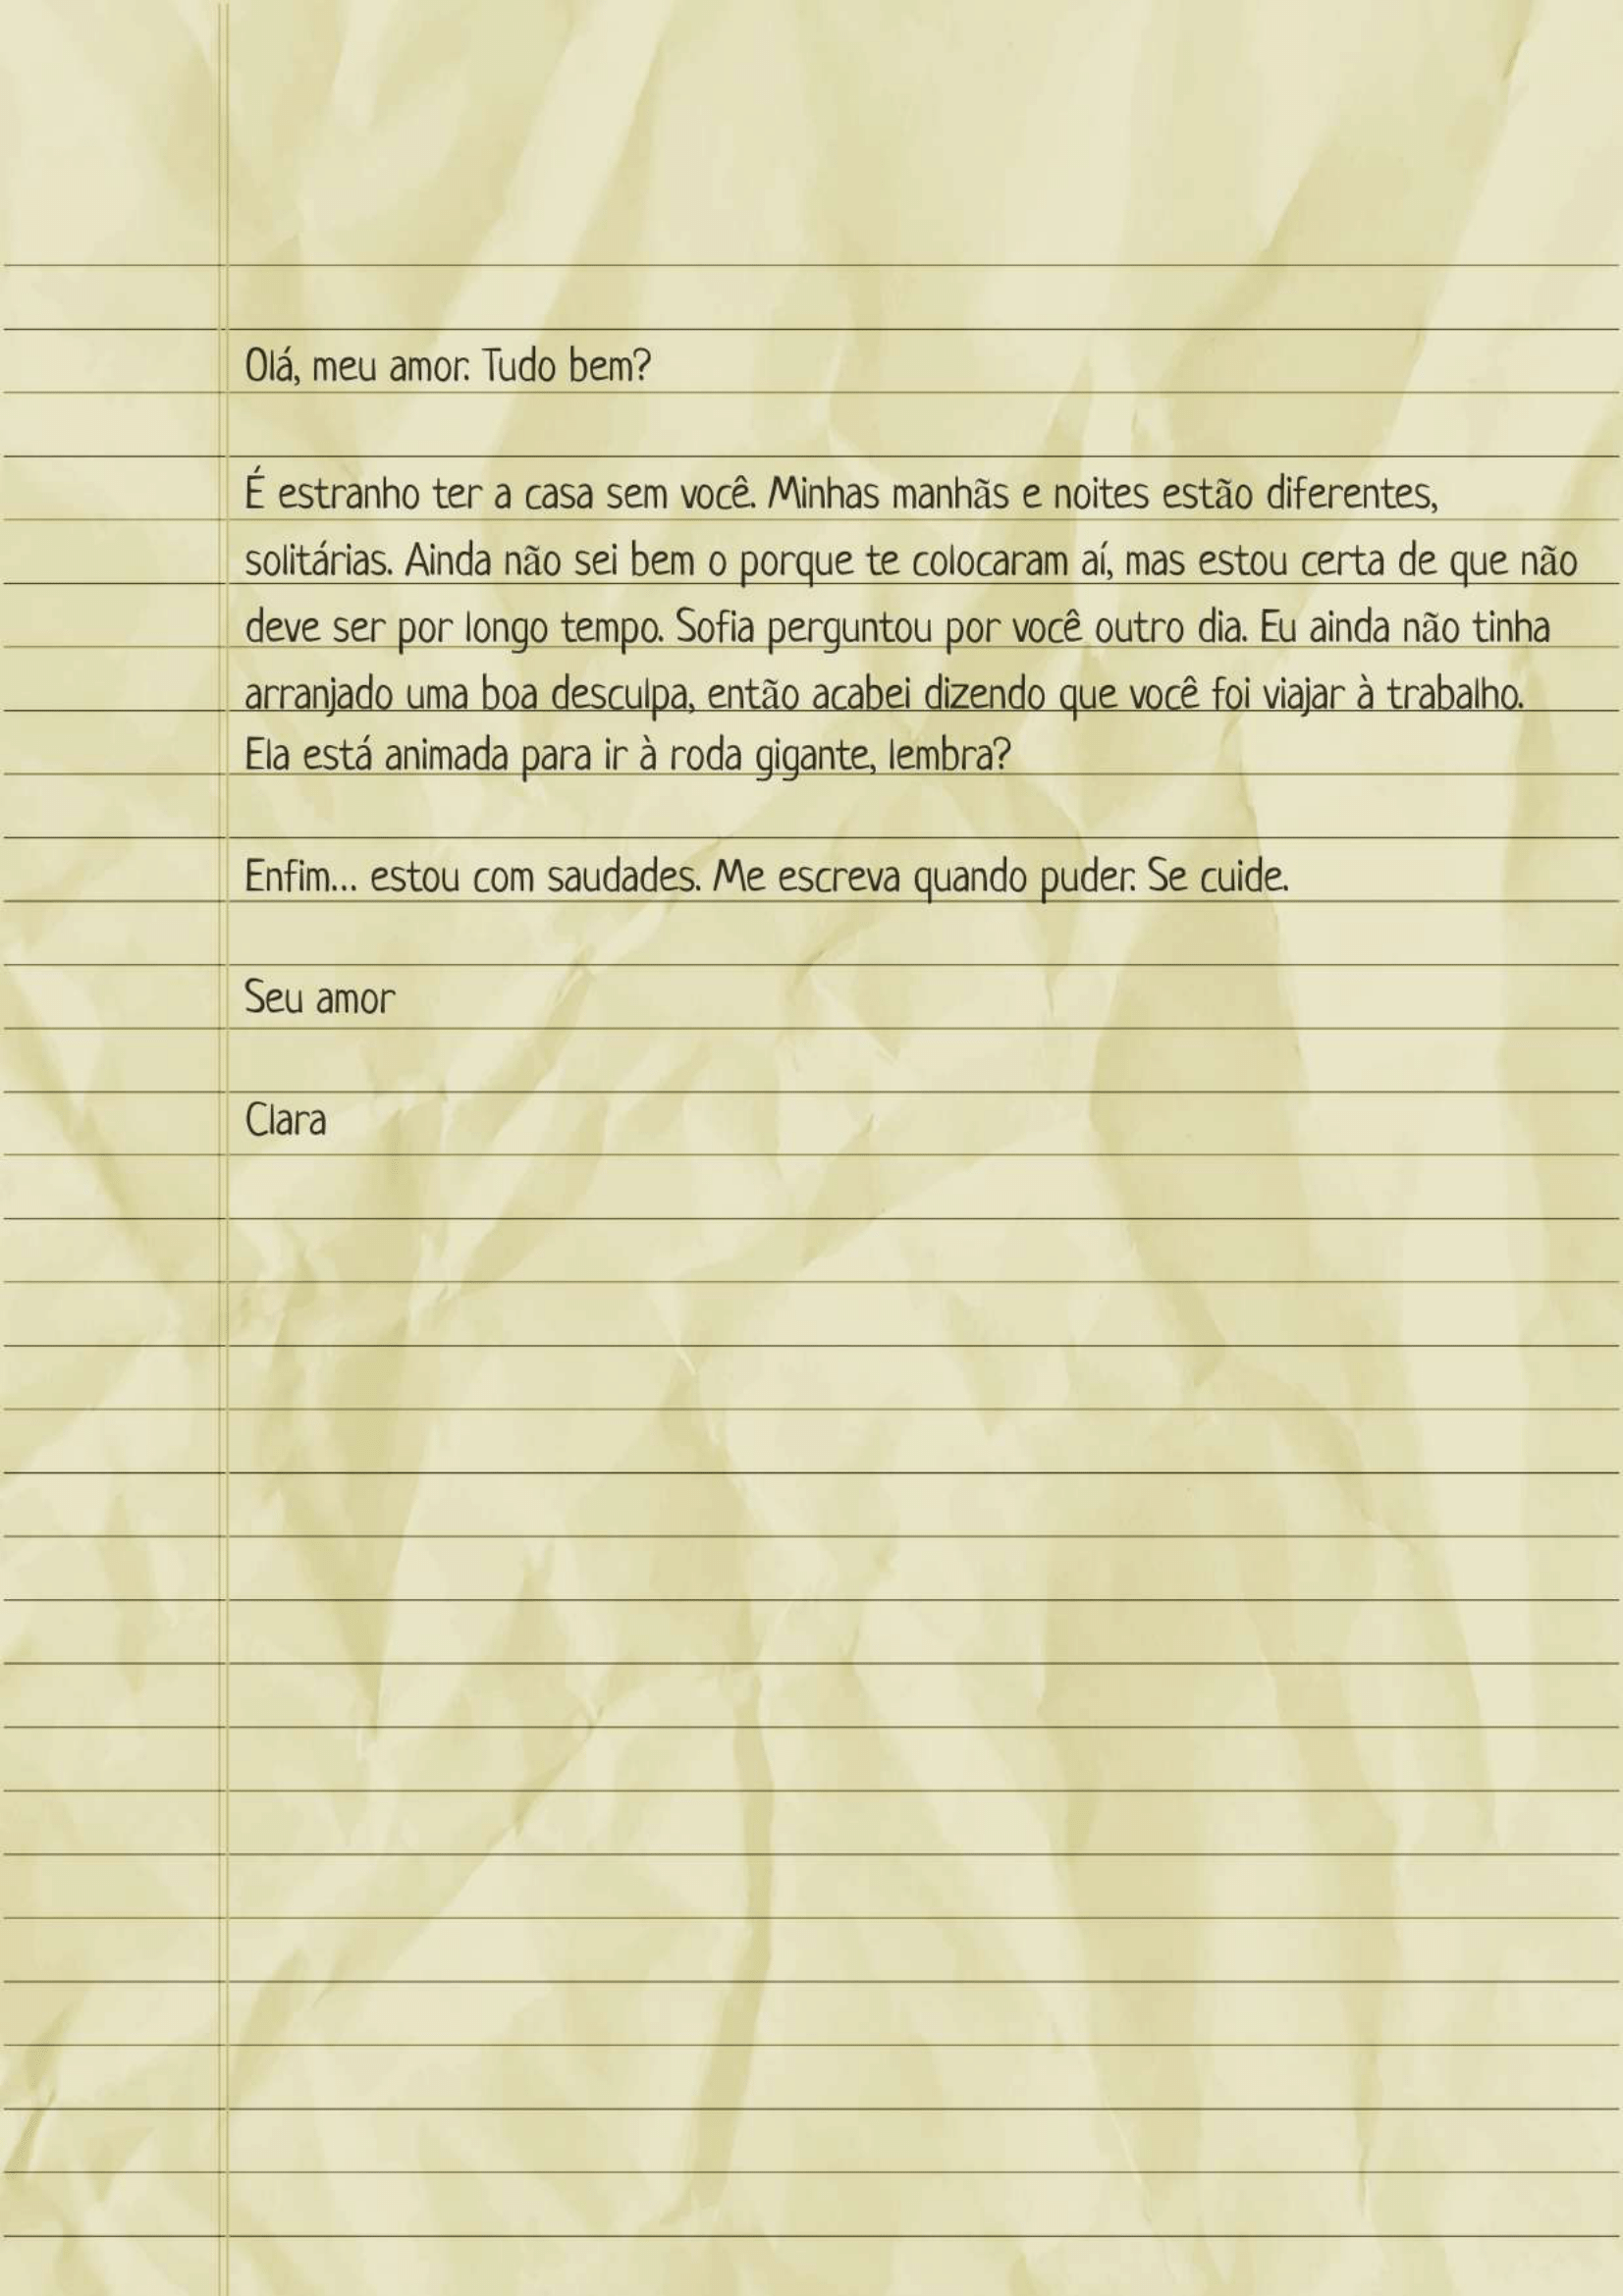 Olá, meu amor. Tudo bem?
É estranho ter a casa sem você. Minhas manhãs e noites estão diferentes,
solitárias. Ainda não sei bem o porque te colocaram aí, mas estou certa de que não
deve ser por longo tempo. Sofia perguntou por você outro dia. Eu ainda não tinha
arranjado uma boa desculpa, então acabei dizendo que você foi viajar à trabalho.
Ela está animada para ir à roda gigante, lembra?
Enfim... estou com saudades. Me escreva quando puder. Se cuide.
Seu amor
Clara